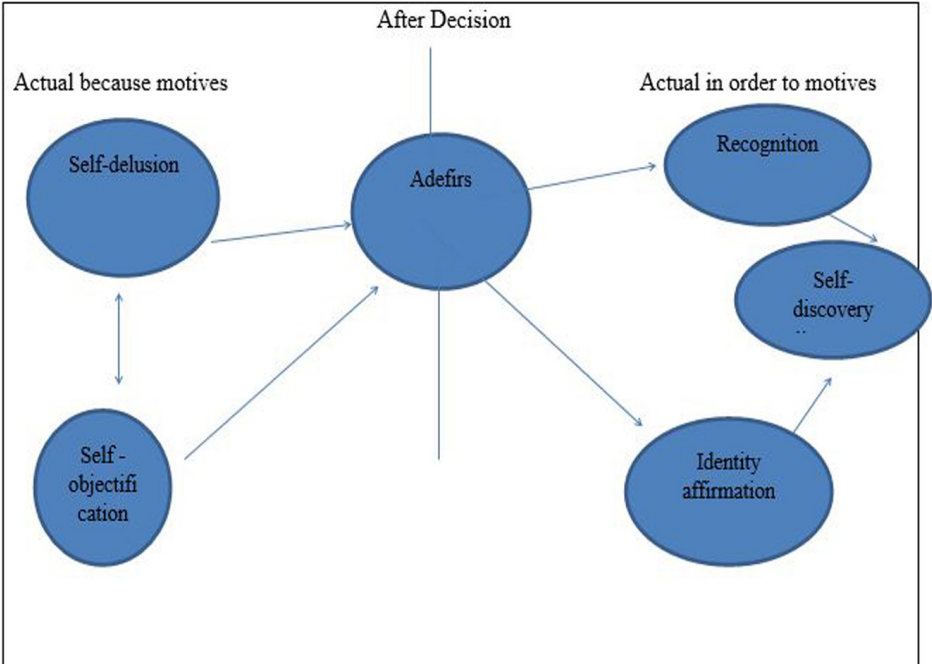 After Decision
Actual because motives
Actual in order to motives
Self-delusion
Adefirs
Recognition
Self-
discovery
Self -
objectifi
cation
Identity
affirmation